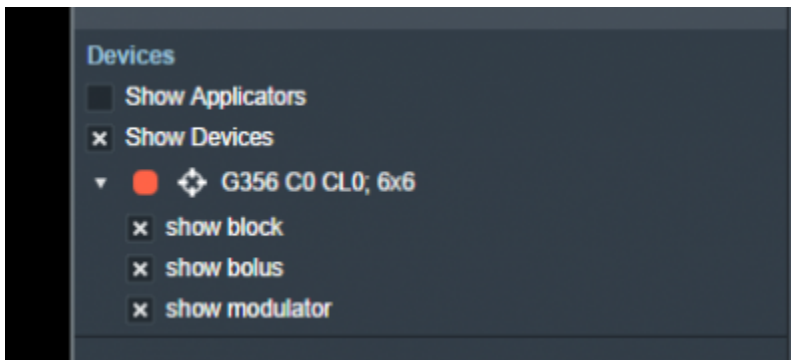 Devices
Show Applicators
Show Devices
G356 C0 CL0; 6x6
show block
show bolus
show modulator